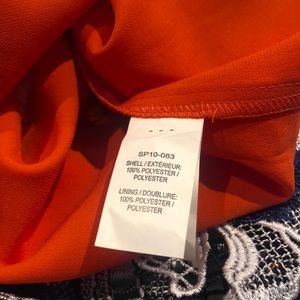 - - -
SP10-083
SHELL / EXTÉRIEUR:
100% POLYESTER /
POLYESTER
LINING / DOUBLURE:
100% POLYESTER /
POLYESTER